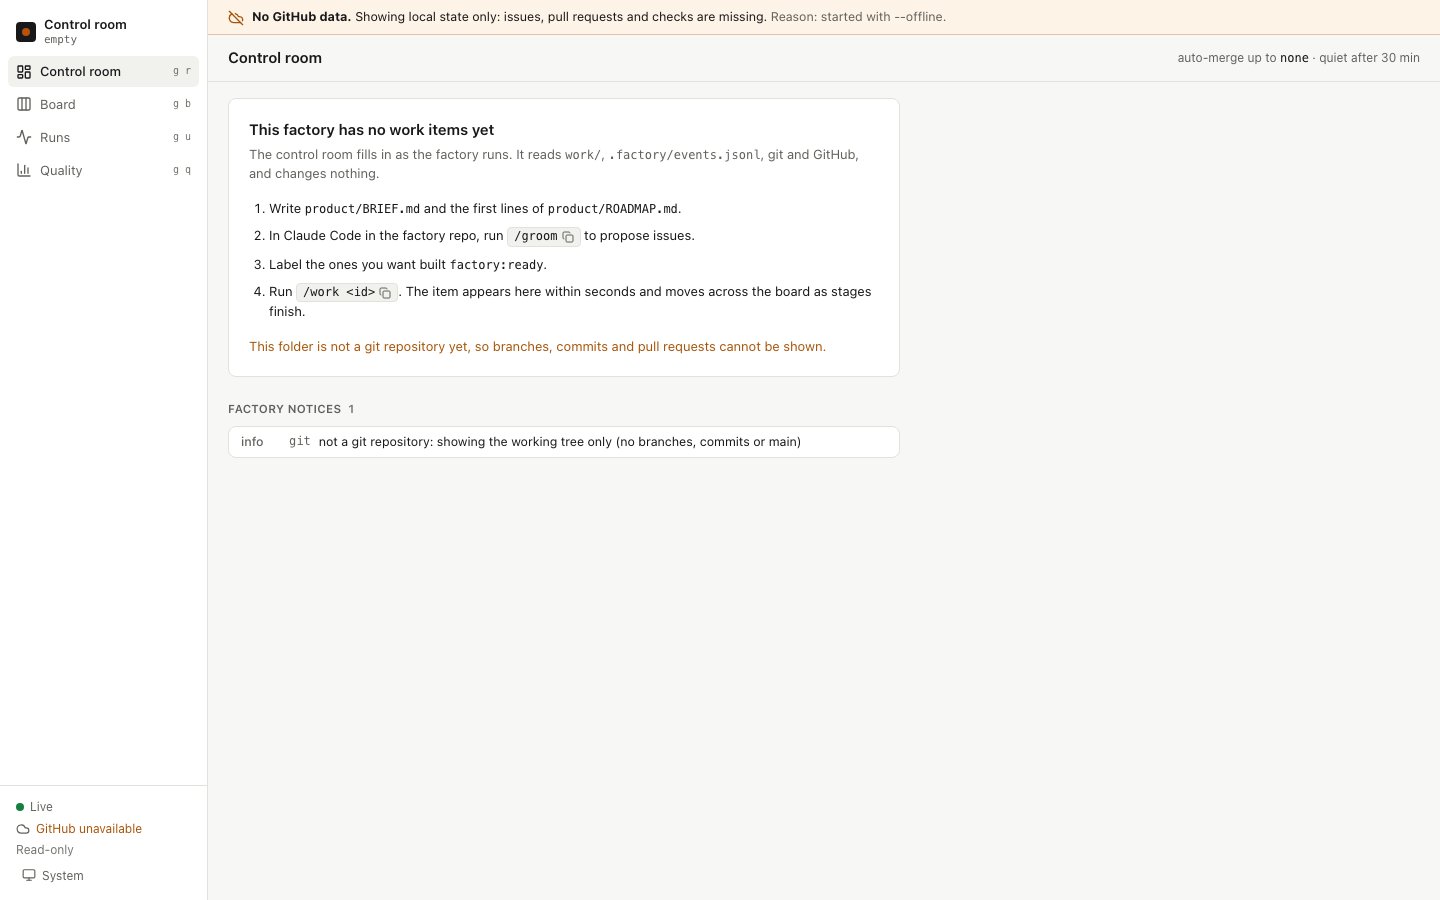 Control room
empty
Control room g r
Board g b
Runs g u
Quality g q
Live
GitHub unavailable
Read-only
System
No GitHub data. Showing local state only: issues, pull requests and checks are missing. Reason: started with --offline.
Control room
auto-merge up to none · quiet after 30 min
This factory has no work items yet
The control room fills in as the factory runs. It reads work/, .factory/events.jsonl, git and GitHub,
and changes nothing.
1. Write product/BRIEF.md and the first lines of product/ROADMAP.md.
2. In Claude Code in the factory repo, run /groom to propose issues.
3. Label the ones you want built factory:ready.
4. Run /work <id>. The item appears here within seconds and moves across the board as stages
finish.
This folder is not a git repository yet, so branches, commits and pull requests cannot be shown.
FACTORY NOTICES 1
info git not a git repository: showing the working tree only (no branches, commits or main)